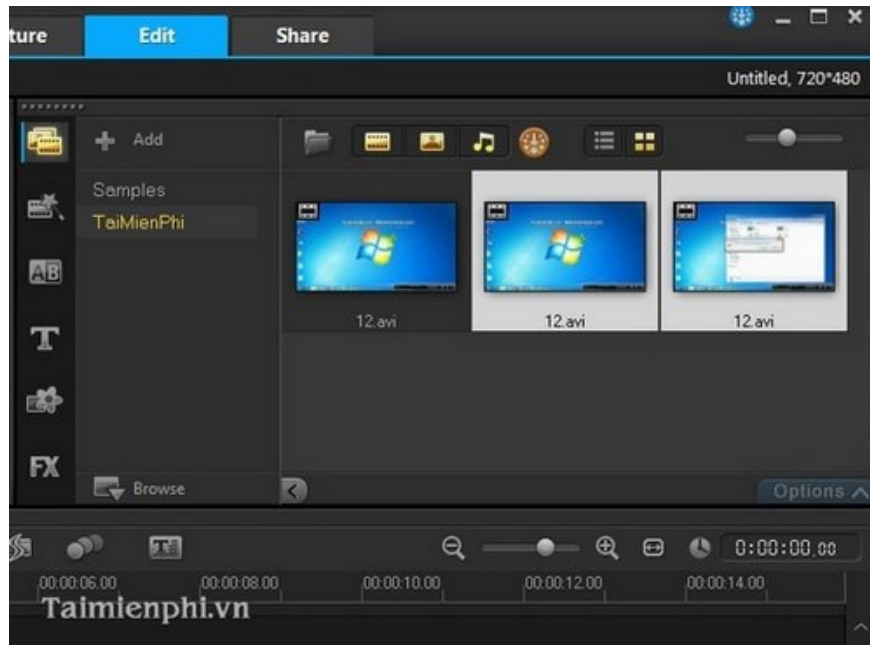 ture Edit Share
Untitled, 720*480
Add
Samples
TaiMienPhi
AB
T
FX
12.avi 12.avi 12.avi
Browse
Options
0:00:00.00
00:00:06.00 00:00:08.00 00:00:10.00 00:00:12.00 00:00:14.00
Taimienphi.vn